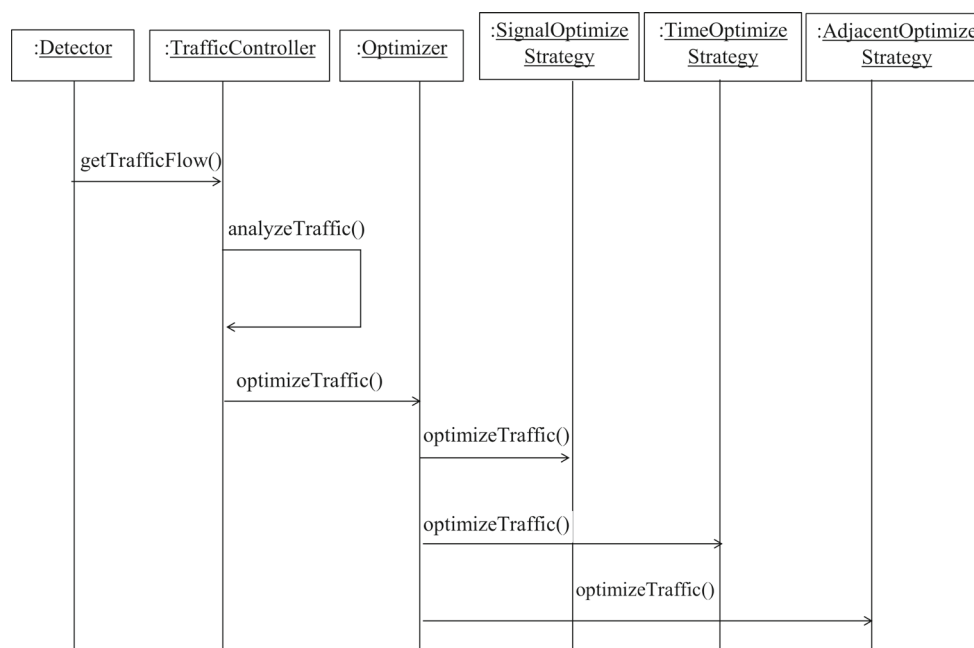 :Detector
:TrafficController
:Optimizer
:SignalOptimize
Strategy
:TimeOptimize
Strategy
:AdjacentOptimize
Strategy
getTrafficFlow()
analyzeTraffic()
optimizeTraffic()
optimizeTraffic()
optimizeTraffic()
optimizeTraffic()